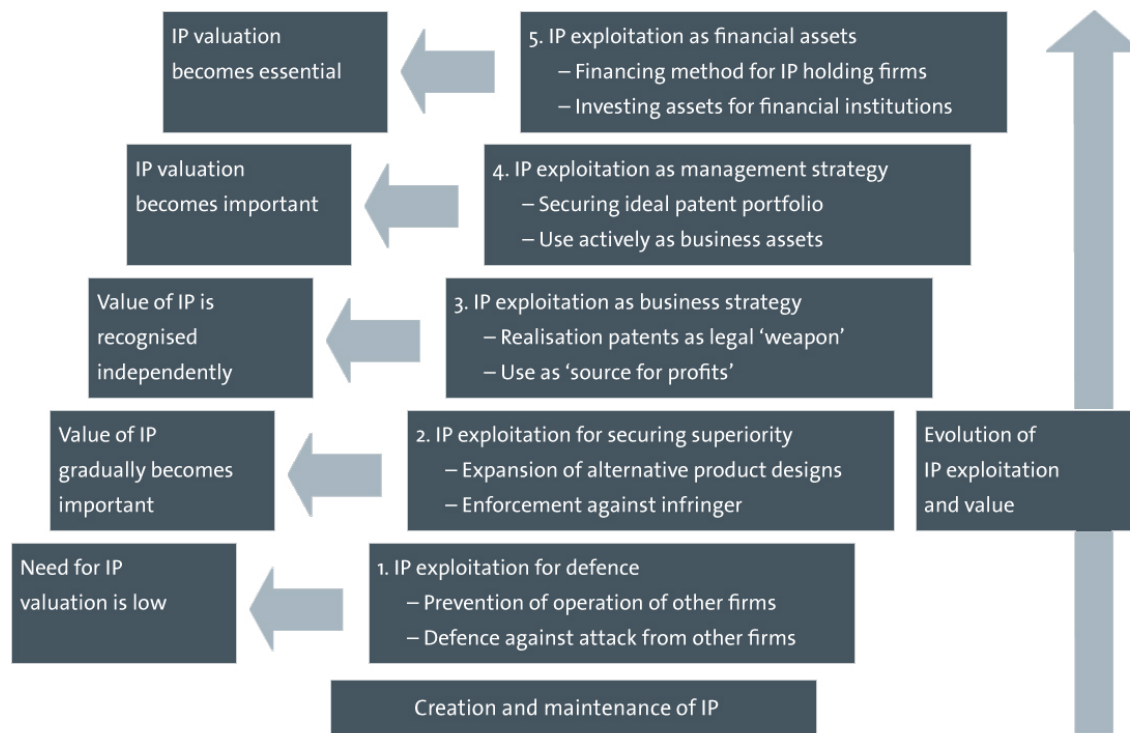 IP valuation
becomes essential
5. IP exploitation as financial assets
– Financing method for IP holding firms
– Investing assets for financial institutions
IP valuation
becomes important
4. IP exploitation as management strategy
– Securing ideal patent portfolio
– Use actively as business assets
Value of IP is
recognised
independently
3. IP exploitation as business strategy
– Realisation patents as legal ‘weapon’
– Use as ‘source for profits’
Value of IP
gradually becomes
important
2. IP exploitation for securing superiority
– Expansion of alternative product designs
– Enforcement against infringer
Evolution of
IP exploitation
and value
Need for IP
valuation is low
1. IP exploitation for defence
– Prevention of operation of other firms
– Defence against attack from other firms
Creation and maintenance of IP